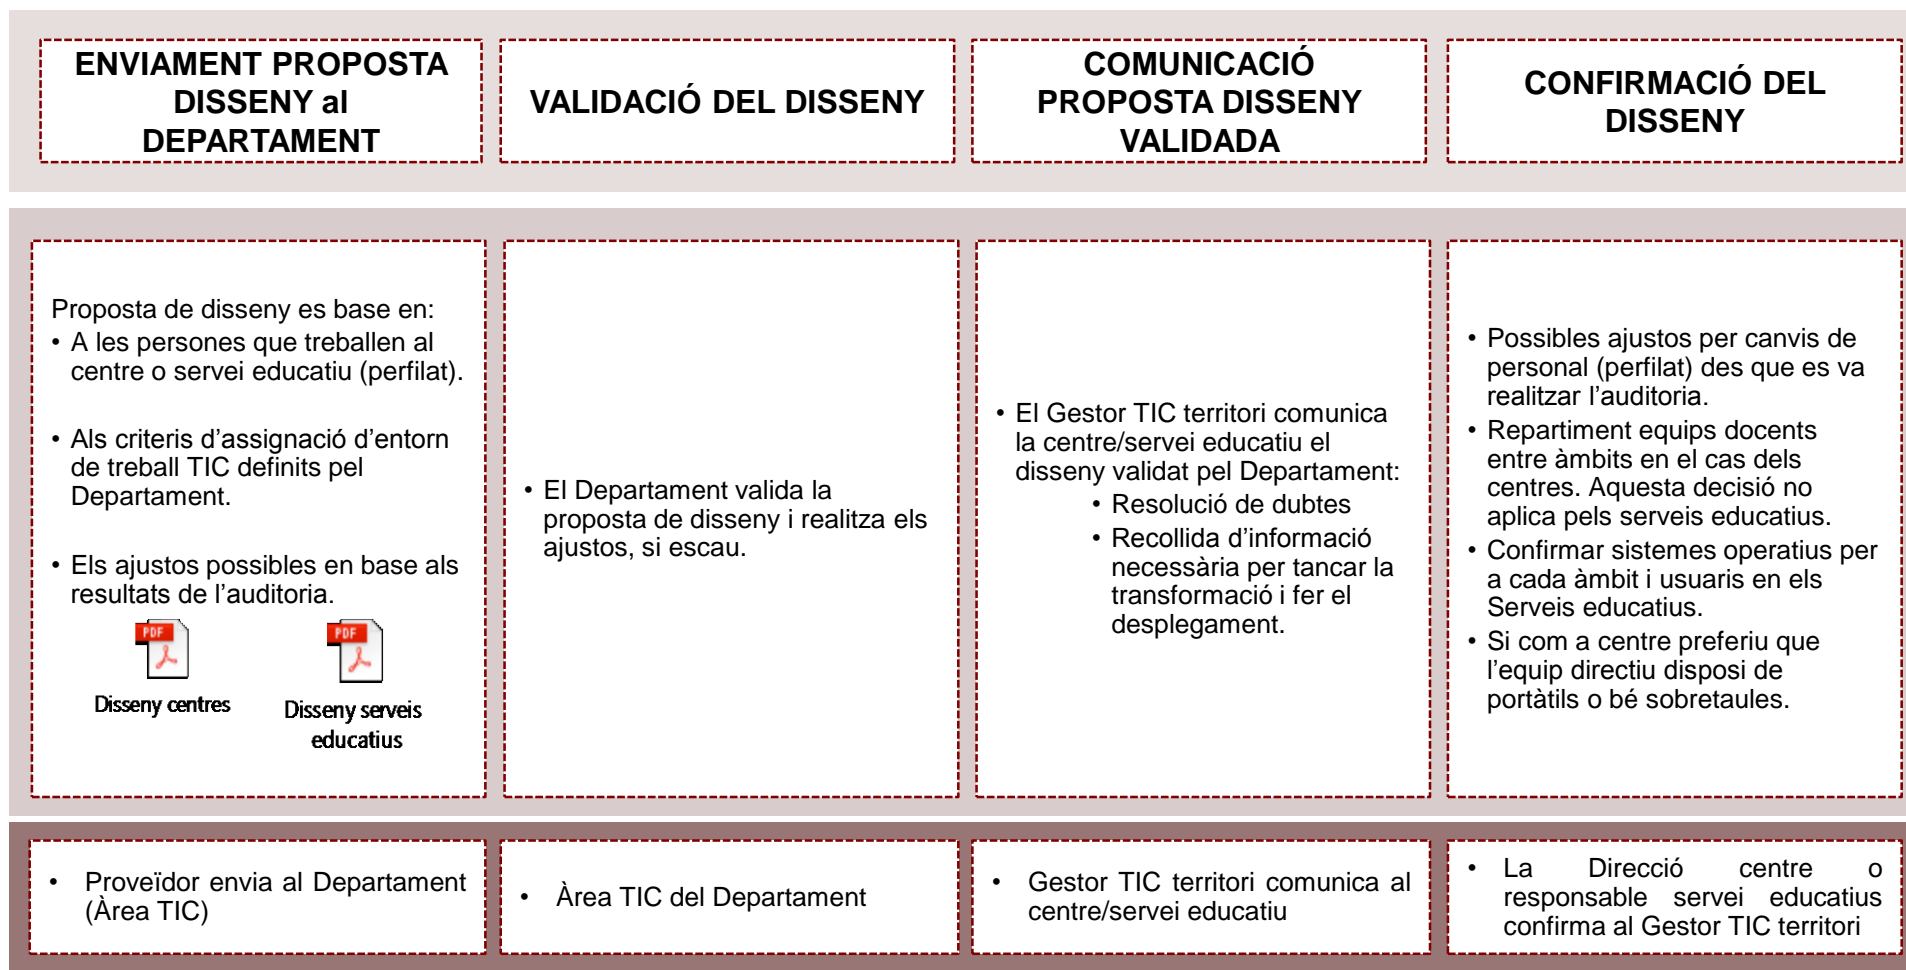 ENVIAMENT PROPOSTA
DISSENY al
DEPARTAMENT
VALIDACIÓ DEL DISSENY
COMUNICACIÓ
PROPOSTA DISSENY
VALIDADA
CONFIRMACIÓ DEL
DISSENY
Proposta de disseny es base en:
• A les persones que treballen al
centre o servei educatiu (perfilat).
• Als criteris d’assignació d’entorn
de treball TIC definits pel
Departament.
• Els ajustos possibles en base als
resultats de l’auditoria.
PDF
Disseny centres
PDF
Disseny serveis
educatius
• El Departament valida la
proposta de disseny i realitza els
ajustos, si escau.
• El Gestor TIC territori comunica
la centre/servei educatiu el
disseny validat pel Departament:
• Resolució de dubtes
• Recollida d’informació
necessària per tancar la
transformació i fer el
desplegament.
• Possibles ajustos per canvis de
personal (perfilat) des que es va
realitzar l’auditoria.
• Repartiment equips docents
entre àmbits en el cas dels
centres. Aquesta decisió no
aplica pels serveis educatius.
• Confirmar sistemes operatius per
a cada àmbit i usuaris en els
Serveis educatius.
• Si com a centre preferiu que
l’equip directiu disposi de
portàtils o bé sobretaules.
• Proveïdor envia al Departament
(Àrea TIC)
• Àrea TIC del Departament
• Gestor TIC territori comunica al
centre/servei educatiu
• La Direcció centre o
responsable servei educatius
confirma al Gestor TIC territori